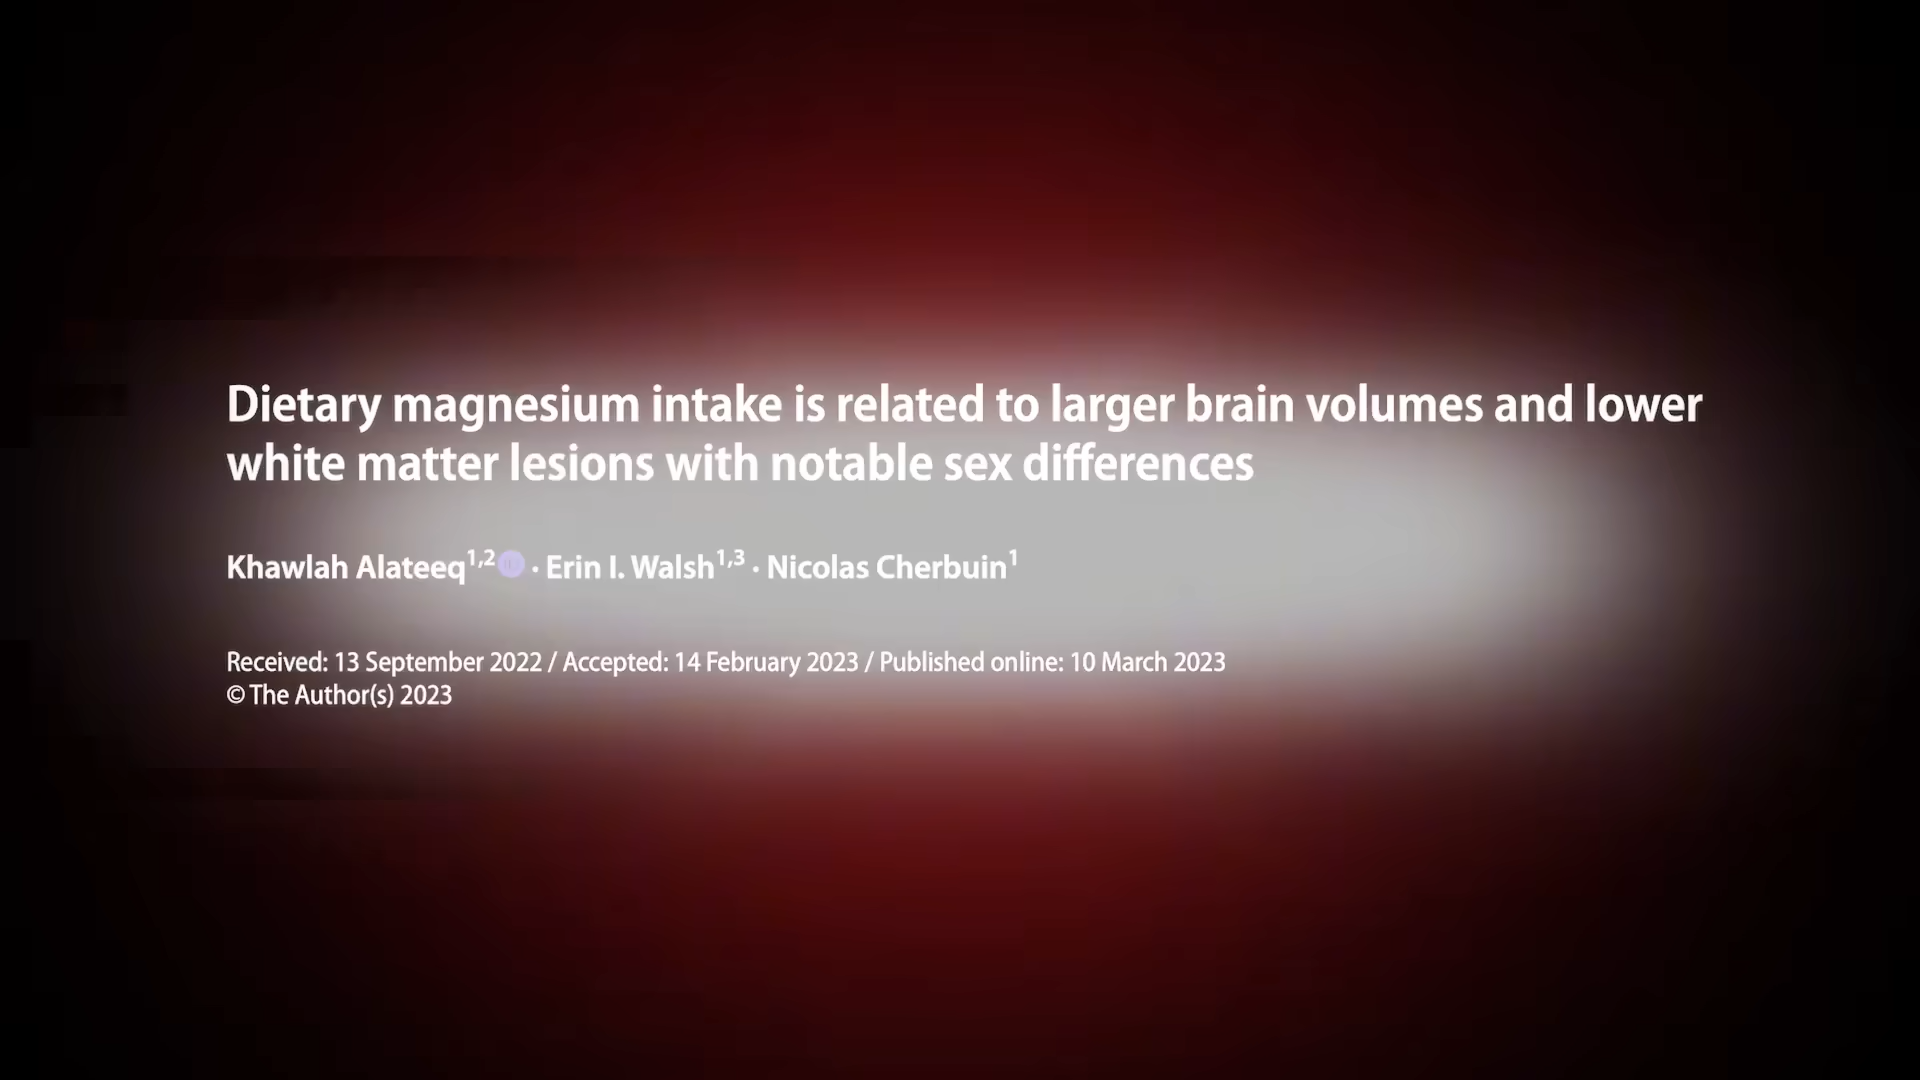 Dietary magnesium intake is related to larger brain volumes and lower
white matter lesions with notable sex differences
Khawlah Alateeq1,2 iD · Erin I. Walsh1,3 · Nicolas Cherbuin1
Received: 13 September 2022 / Accepted: 14 February 2023 / Published online: 10 March 2023
© The Author(s) 2023